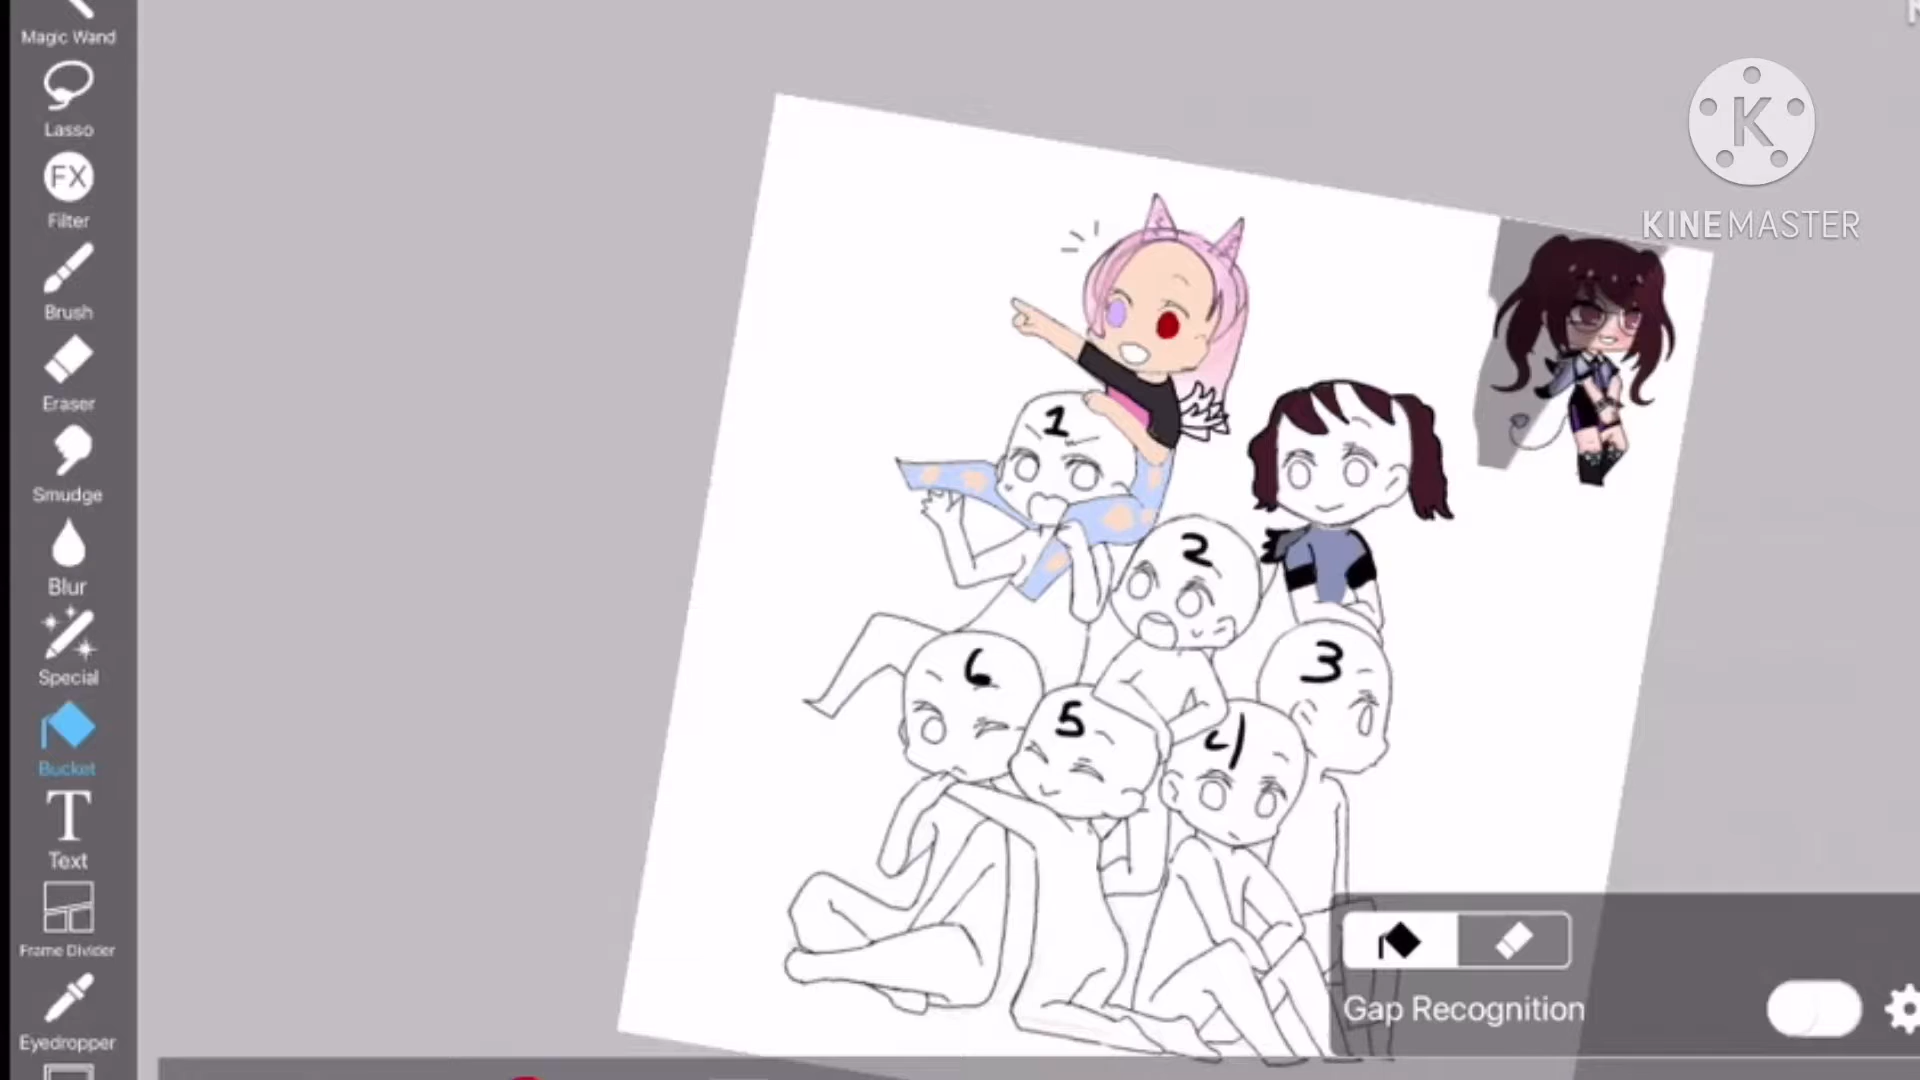 Magic Wand
Lasso
FX
Filter
Brush
Eraser
Smudge
Blur
Special
Bucket
T
Text
Frame Divider
Eyedropper
K
KINEMASTER
1
2
3
4
5
6
Gap Recognition